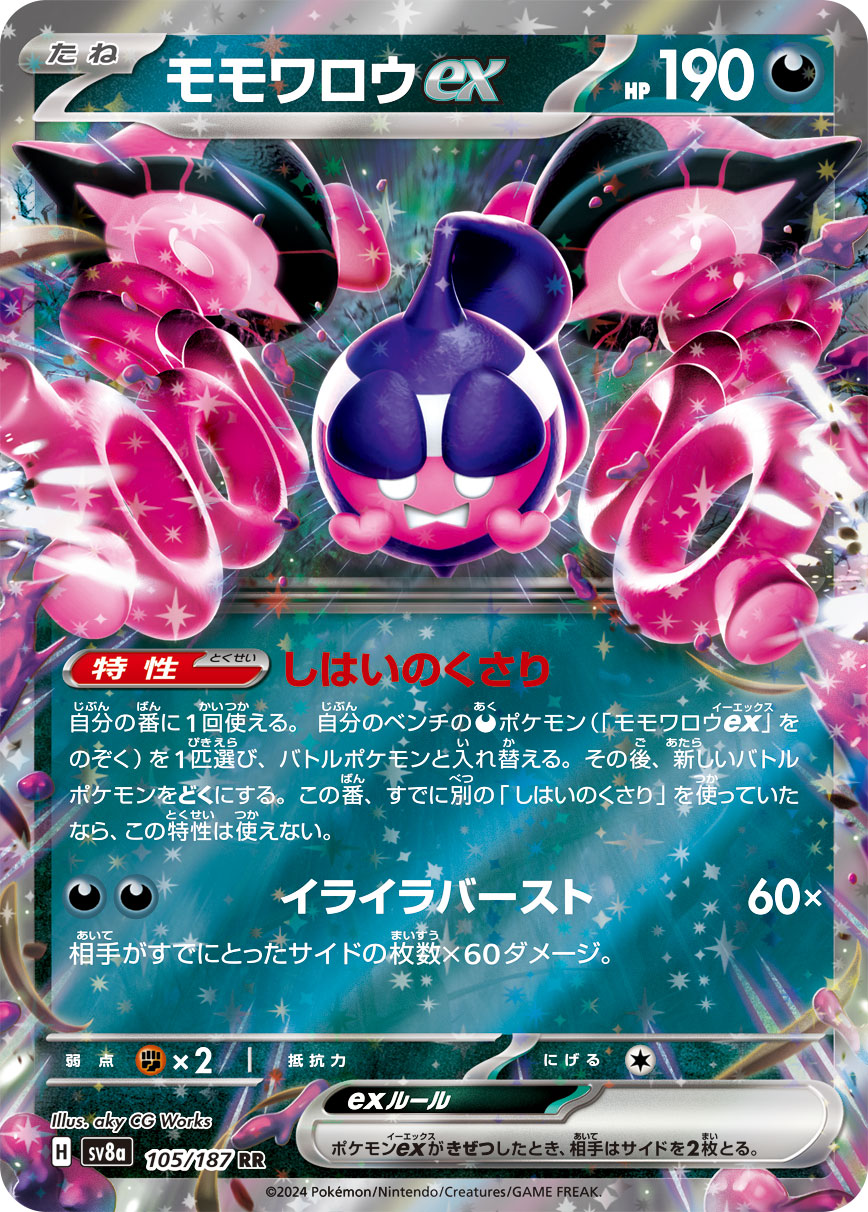 たね
モモワロウex
HP 190
特性 とくせい しはいのくさり
自分の番に1回使える。自分のベンチの悪ポケモン(「モモワロウex」を
のぞく)を1匹選び、バトルポケモンと入れ替える。その後、新しいバトル
ポケモンをどくにする。この番、すでに別の「しはいのくさり」を使っていた
なら、この特性は使えない。
イライラバースト 60×
相手がすでにとったサイドの枚数×60ダメージ。
弱点 ×2 抵抗力 にげる
exルール
ポケモンexがきぜつしたとき、相手はサイドを2枚とる。
Illus. aky CG Works
H sv8a 105/187 RR
©2024 Pokémon/Nintendo/Creatures/GAME FREAK.